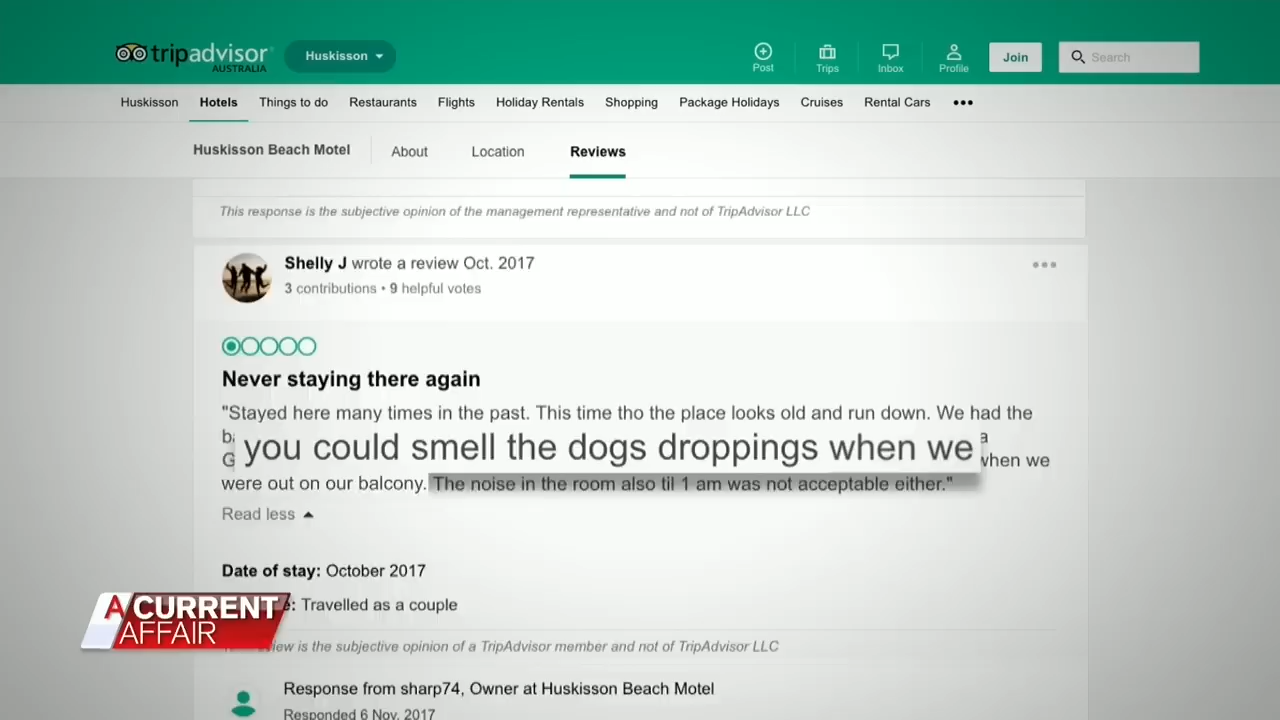 tripadvisor
AUSTRALIA
Huskisson
Post
Trips
Inbox
Profile
Join
Search
Huskisson Hotels Things to do Restaurants Flights Holiday Rentals Shopping Package Holidays Cruises Rental Cars
Huskisson Beach Motel About Location Reviews
This response is the subjective opinion of the management representative and not of TripAdvisor LLC
Shelly J wrote a review Oct. 2017
3 contributions • 9 helpful votes
Never staying there again
"Stayed here many times in the past. This time tho the place looks old and run down. We had the
you could smell the dogs droppings when we
when we
were out on our balcony. The noise in the room also til 1 am was not acceptable either."
Read less
Date of stay: October 2017
Travelled as a couple
A CURRENT
AFFAIR
is the subjective opinion of a TripAdvisor member and not of TripAdvisor LLC
Response from sharp74, Owner at Huskisson Beach Motel
Responded 6 Nov. 2017